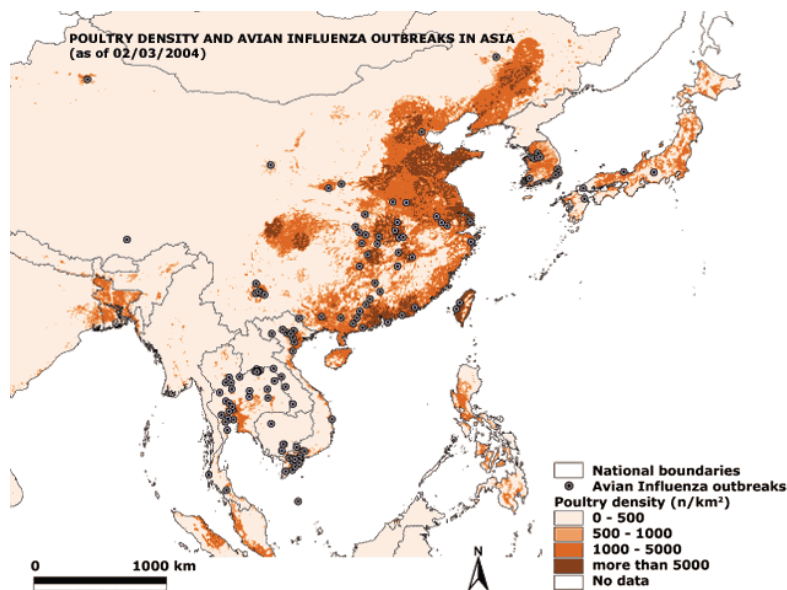 POULTRY DENSITY AND AVIAN INFLUENZA OUTBREAKS IN ASIA
(as of 02/03/2004)
National boundaries
Avian Influenza outbreaks
Poultry density (n/km²)
0 - 500
500 - 1000
1000 - 5000
more than 5000
No data
0 1000 km
N